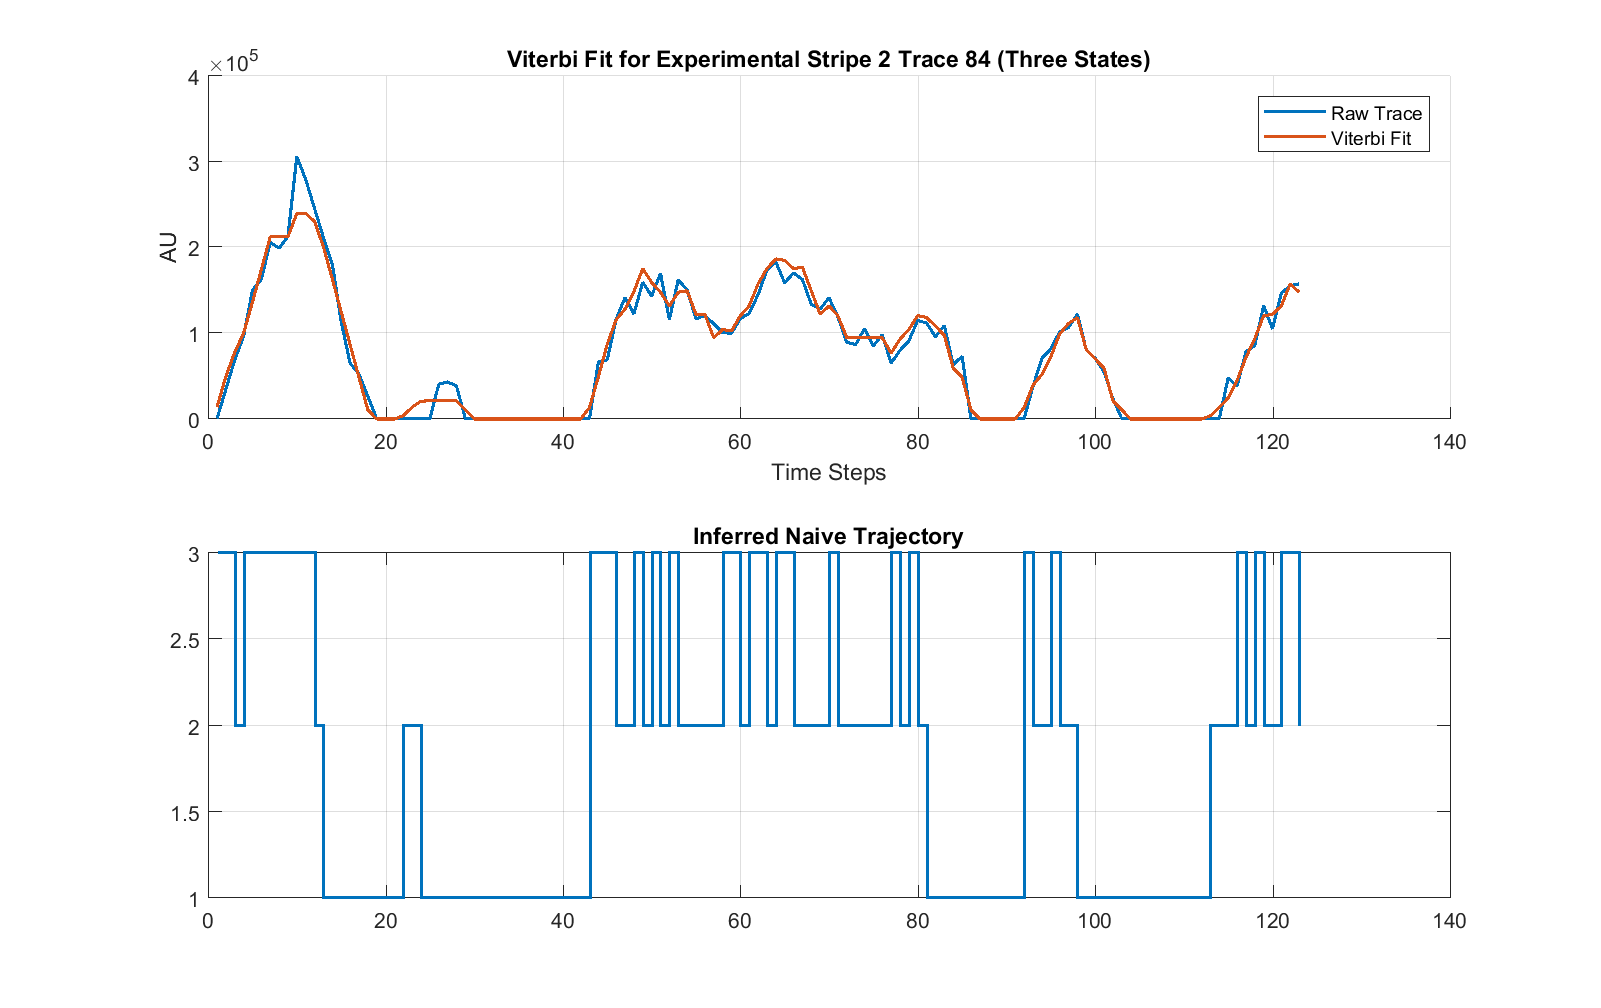 Viterbi Fit for Experimental Stripe 2 Trace 84 (Three States)
×10^5
4
3
2
1
0
AU
Raw Trace
Viterbi Fit
0 20 40 60 80 100 120 140
Time Steps
Inferred Naive Trajectory
3
2.5
2
1.5
1
0 20 40 60 80 100 120 140